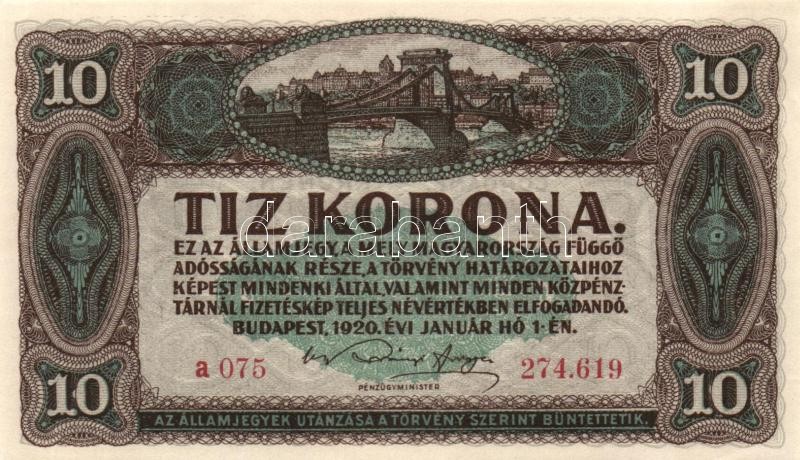 10 10
TIZ KORONA.
darabanth
EZ AZ ÁLLAMJEGY, A MELY MAGYARORSZÁG FÜGGŐ
ADÓSSÁGÁNAK RÉSZE, A TÖRVÉNY HATÁROZATAIHOZ
KÉPEST MINDENKI ÁLTAL, VALAMINT MINDEN KÖZPÉNZ-
TÁRNÁL FIZETÉSKÉP TELJES NÉVÉRTÉKBEN ELFOGADANDÓ.
BUDAPEST, 1920. ÉVI JANUÁR HÓ 1-ÉN.
a 075 274.619
PÉNZÜGYMINISTER
10 10
AZ ÁLLAMJEGYEK UTÁNZÁSA A TÖRVÉNY SZERINT BÜNTETTETIK.